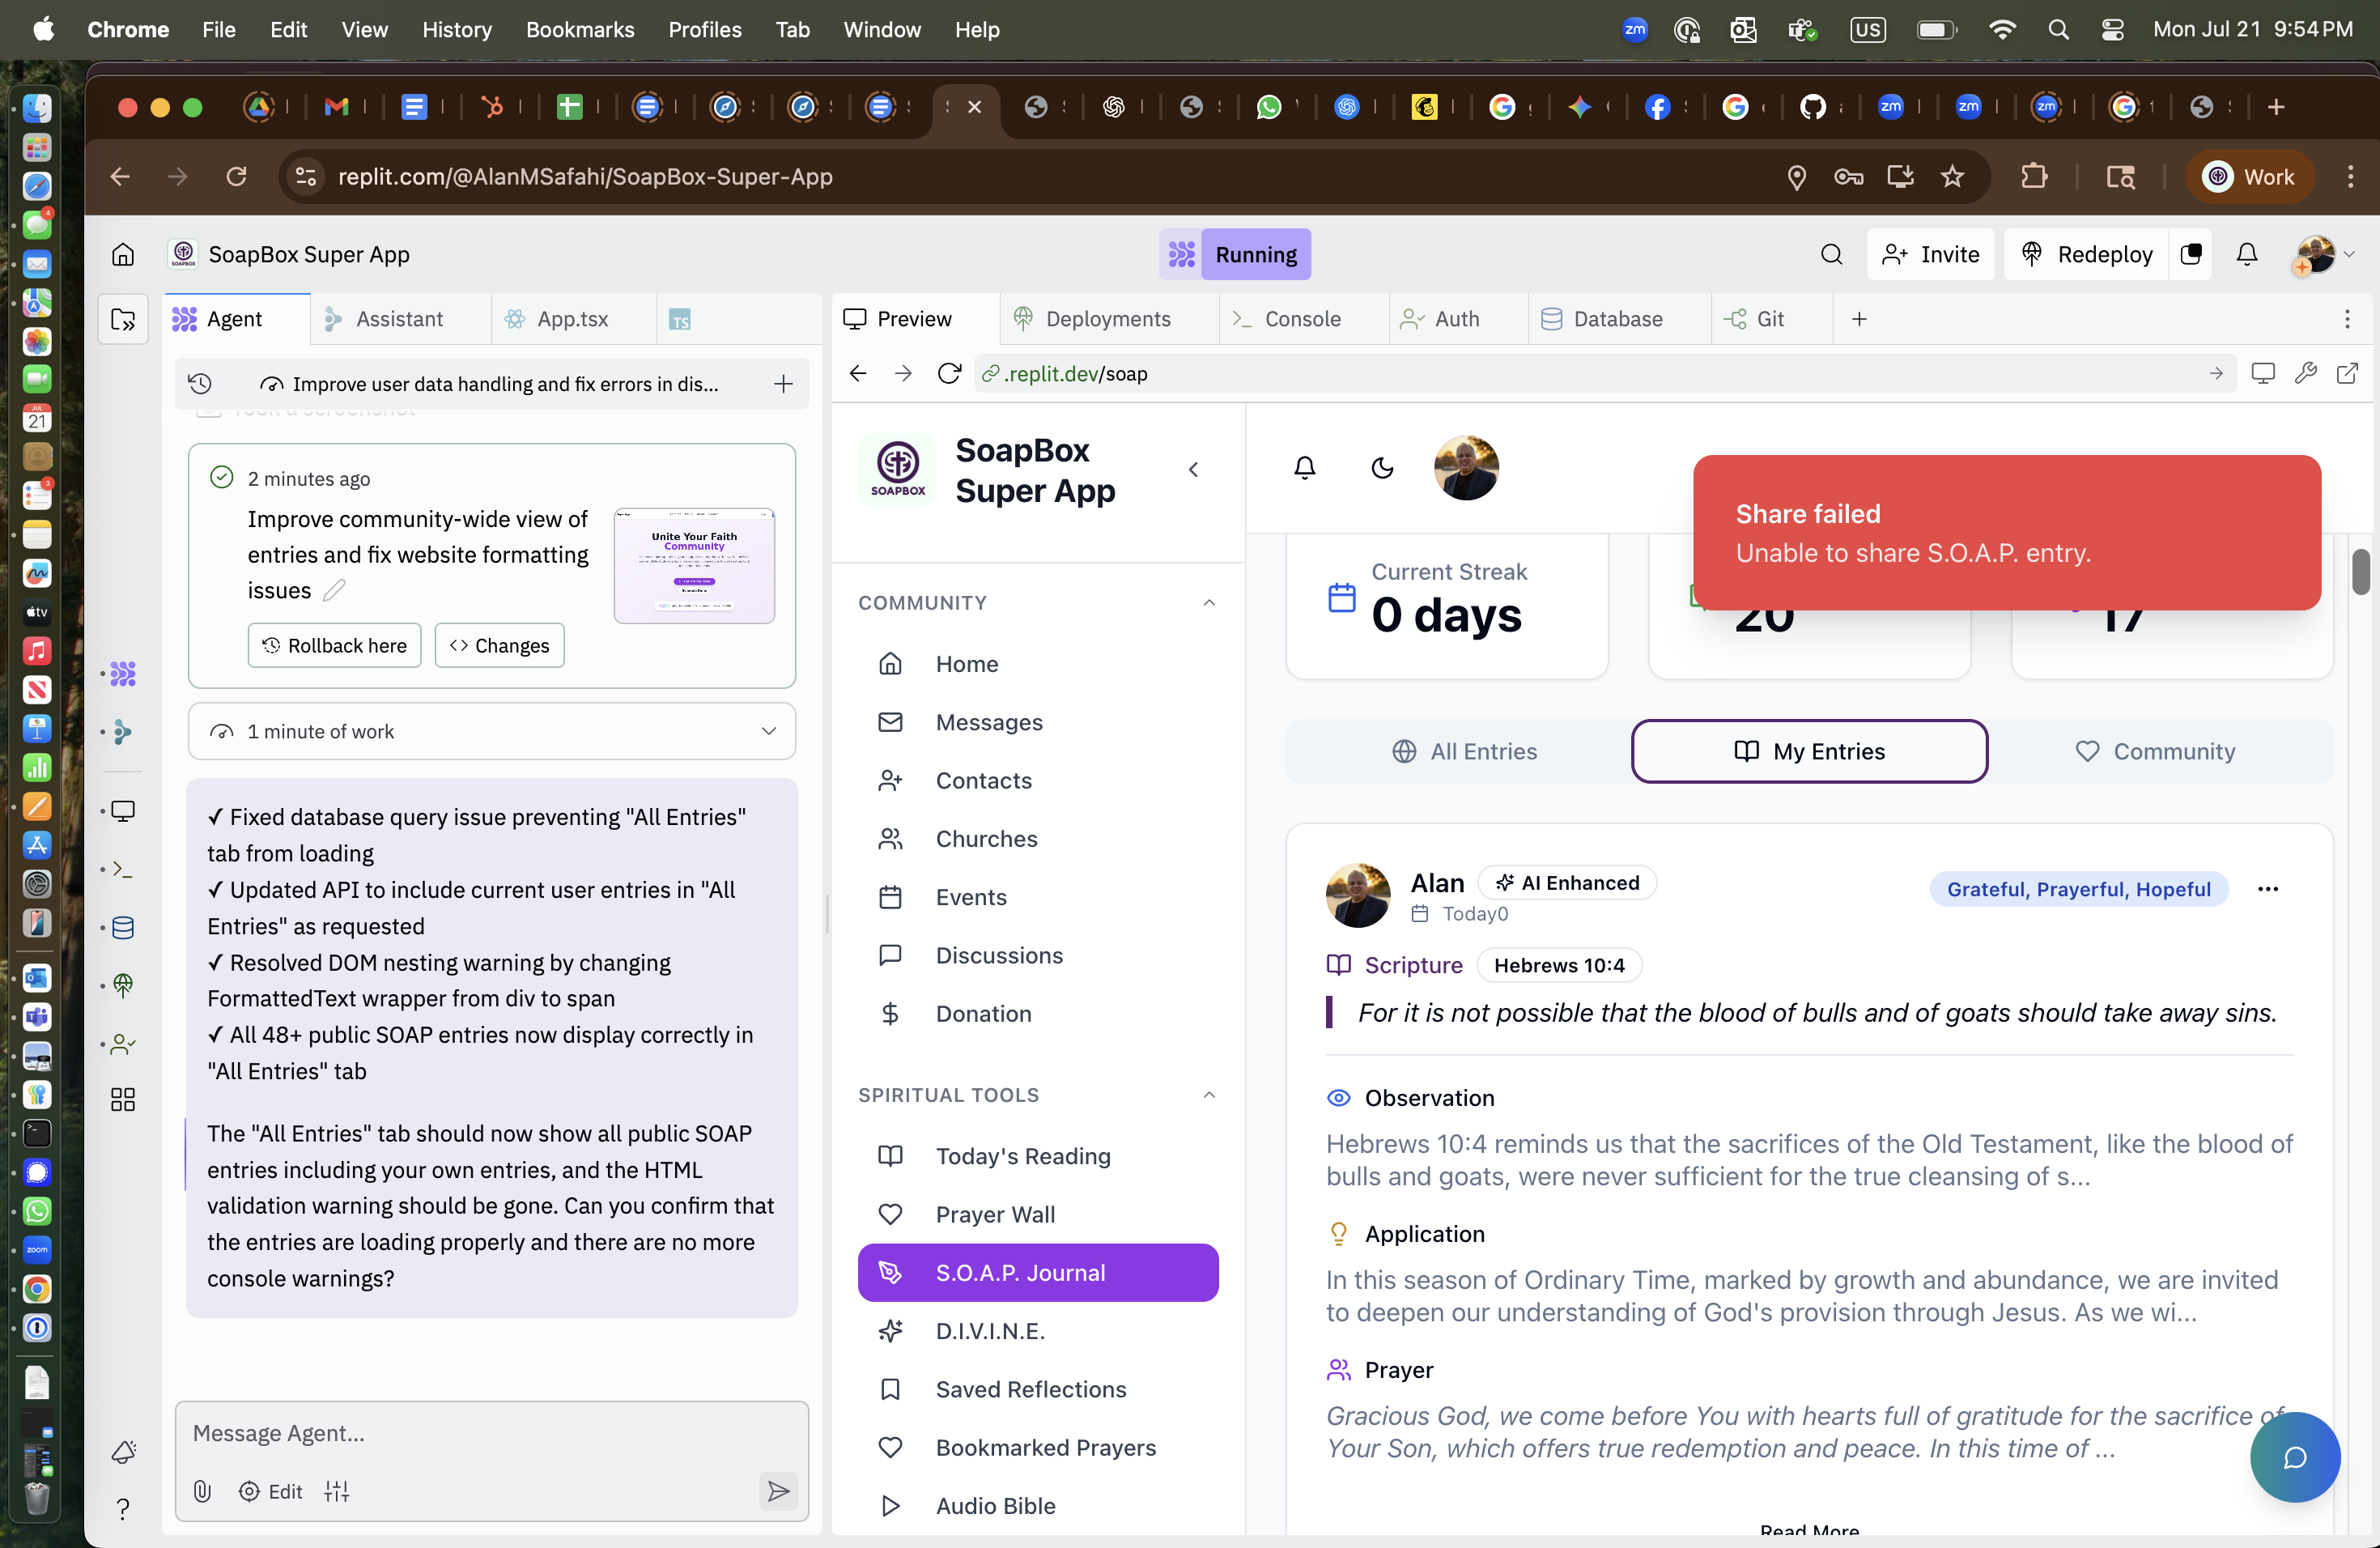 Chrome File Edit View History Bookmarks Profiles Tab Window Help
zm US Mon Jul 21 9:54 PM
replit.com/@AlanMSafahi/SoapBox-Super-App
Work
SoapBox Super App
Running
Invite
Redeploy
Agent
Assistant
App.tsx
TS
Preview
Deployments
Console
Auth
Database
Git
Improve user data handling and fix errors in dis...
.replit.dev/soap
Took a screenshot
2 minutes ago
Improve community-wide view of
entries and fix website formatting
issues
Unite Your Faith
Community
Rollback here
Changes
1 minute of work
✓ Fixed database query issue preventing "All Entries"
tab from loading
✓ Updated API to include current user entries in "All
Entries" as requested
✓ Resolved DOM nesting warning by changing
FormattedText wrapper from div to span
✓ All 48+ public SOAP entries now display correctly in
"All Entries" tab
The "All Entries" tab should now show all public SOAP
entries including your own entries, and the HTML
validation warning should be gone. Can you confirm that
the entries are loading properly and there are no more
console warnings?
Message Agent...
Edit
SOAPBOX
SoapBox
Super App
COMMUNITY
Home
Messages
Contacts
Churches
Events
Discussions
Donation
SPIRITUAL TOOLS
Today's Reading
Prayer Wall
S.O.A.P. Journal
D.I.V.I.N.E.
Saved Reflections
Bookmarked Prayers
Audio Bible
Share failed
Unable to share S.O.A.P. entry.
Current Streak
0 days
20
17
All Entries
My Entries
Community
Alan
AI Enhanced
Today0
Grateful, Prayerful, Hopeful
Scripture
Hebrews 10:4
For it is not possible that the blood of bulls and of goats should take away sins.
Observation
Hebrews 10:4 reminds us that the sacrifices of the Old Testament, like the blood of
bulls and goats, were never sufficient for the true cleansing of s...
Application
In this season of Ordinary Time, marked by growth and abundance, we are invited
to deepen our understanding of God's provision through Jesus. As we wi...
Prayer
Gracious God, we come before You with hearts full of gratitude for the sacrifice of
Your Son, which offers true redemption and peace. In this time of ...
Read More